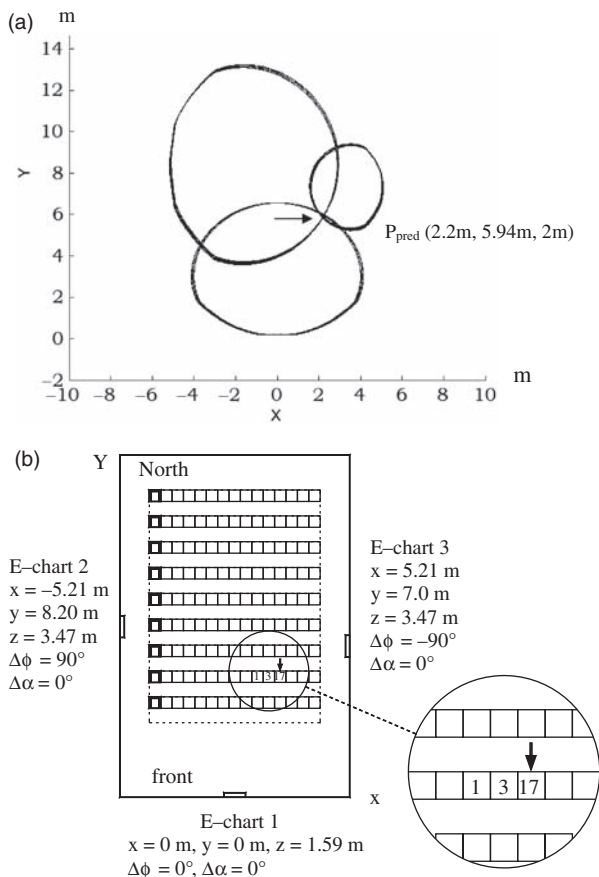 (a)
m
14
12
10
8
6
4
2
0
−2
Y
P_pred (2.2m, 5.94m, 2m)
−10 −8 −6 −4 −2 0 2 4 6 8 10
m
X
(b)
Y
North
E–chart 2
x = −5.21 m
y = 8.20 m
z = 3.47 m
Δϕ = 90°
Δα = 0°
E–chart 3
x = 5.21 m
y = 7.0 m
z = 3.47 m
Δϕ = −90°
Δα = 0°
1 3 17
front
x
1 3 17
E–chart 1
x = 0 m, y = 0 m, z = 1.59 m
Δϕ = 0°, Δα = 0°